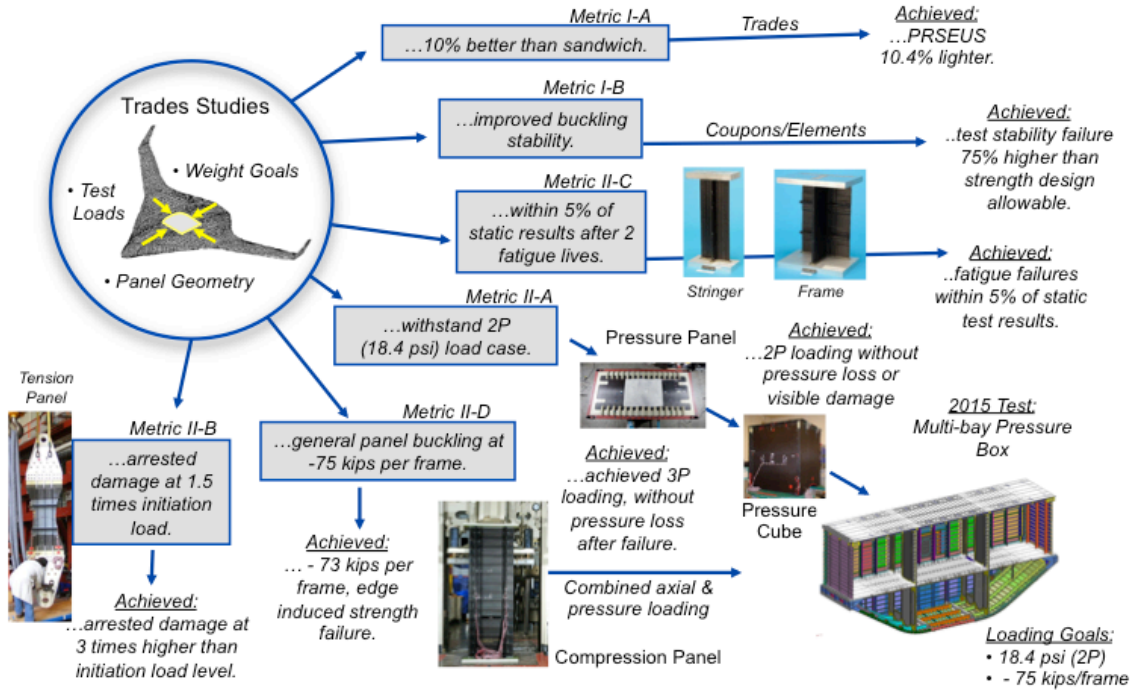 Trades Studies
• Weight Goals
• Test
Loads
• Panel Geometry
Metric I-A
…10% better than sandwich.
Trades
Achieved:
…PRSEUS
10.4% lighter.
Metric I-B
…improved buckling
stability.
Coupons/Elements
Achieved:
..test stability failure
75% higher than
strength design
allowable.
Metric II-C
…within 5% of
static results after 2
fatigue lives.
Stringer
Frame
Achieved:
..fatigue failures
within 5% of static
test results.
Metric II-A
…withstand 2P
(18.4 psi) load case.
Pressure Panel
Achieved:
…achieved 3P
loading, without
pressure loss
after failure.
Achieved:
…2P loading without
pressure loss or
visible damage
Pressure
Cube
2015 Test:
Multi-bay Pressure
Box
Tension
Panel
Metric II-B
…arrested
damage at 1.5
times initiation
load.
Achieved:
…arrested damage at
3 times higher than
initiation load level.
Metric II-D
…general panel buckling at
-75 kips per frame.
Achieved:
… - 73 kips per
frame, edge
induced strength
failure.
Combined axial &
pressure loading
Compression Panel
Loading Goals:
• 18.4 psi (2P)
• - 75 kips/frame